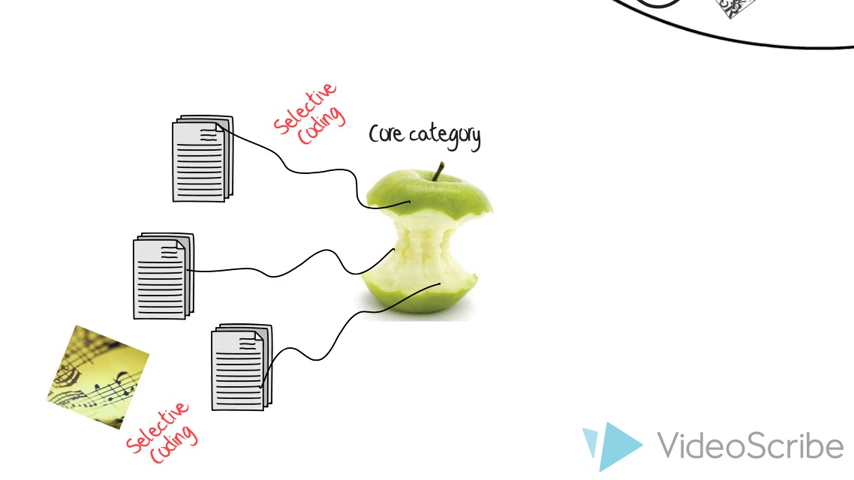 Selective
Coding
Core category
Selective
Coding
VideoScribe